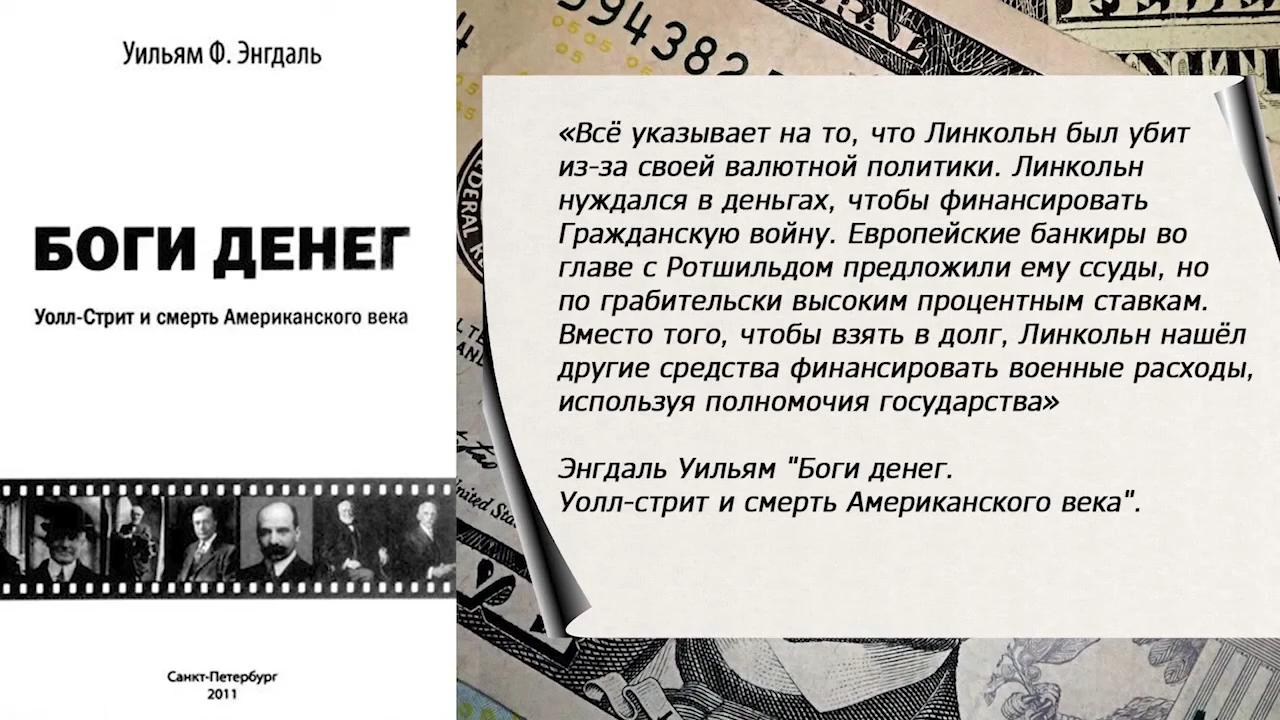 Уильям Ф. Энгдаль
БОГИ ДЕНЕГ
Уолл-Стрит и смерть Американского века
Санкт-Петербург
2011
«Всё указывает на то, что Линкольн был убит
из-за своей валютной политики. Линкольн
нуждался в деньгах, чтобы финансировать
Гражданскую войну. Европейские банкиры во
главе с Ротшильдом предложили ему ссуды, но
по грабительски высоким процентным ставкам.
Вместо того, чтобы взять в долг, Линкольн нашёл
другие средства финансировать военные расходы,
используя полномочия государства»
Энгдаль Уильям "Боги денег.
Уолл-стрит и смерть Американского века".